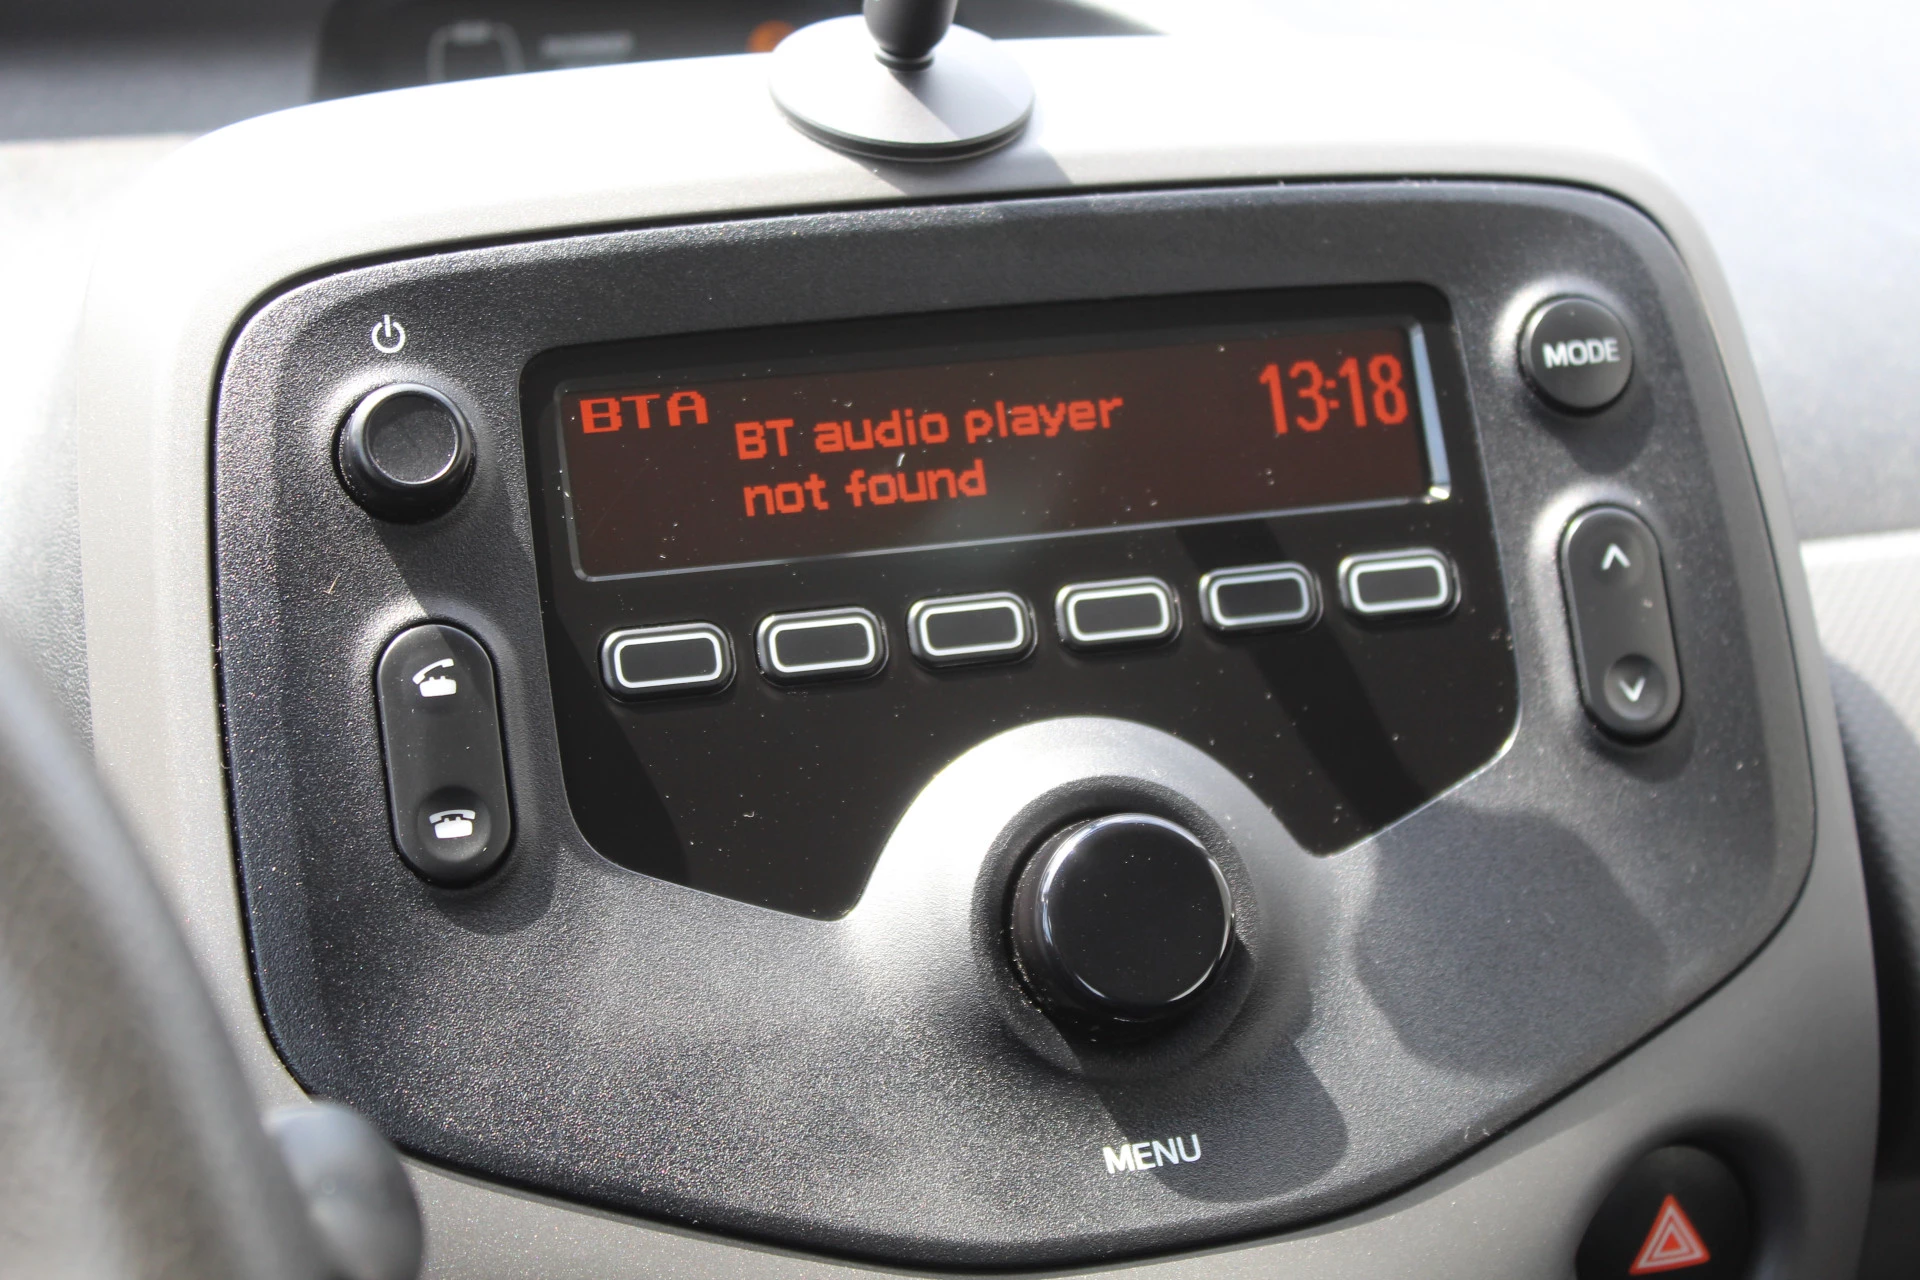 BTA
BT audio player
not found
13:18
MODE
MENU